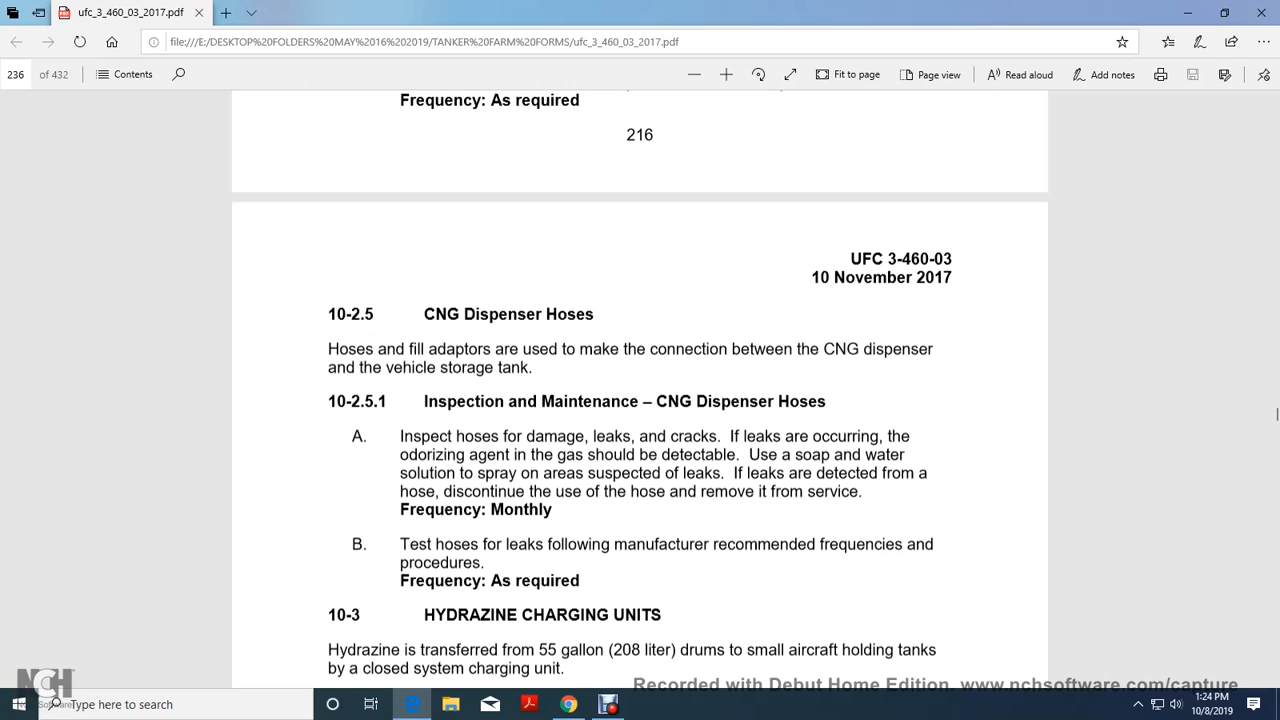 ufc_3_460_03_2017.pdf
file:///E:/DESKTOP%20FOLDERS%20MAY%2016%202019/TANKER%20FARM%20FORMS/ufc_3_460_03_2017.pdf
236 of 432 Contents Fit to page Page view Read aloud Add notes
Frequency: As required
216
UFC 3-460-03
10 November 2017
10-2.5 CNG Dispenser Hoses
Hoses and fill adaptors are used to make the connection between the CNG dispenser
and the vehicle storage tank.
10-2.5.1 Inspection and Maintenance – CNG Dispenser Hoses
A. Inspect hoses for damage, leaks, and cracks. If leaks are occurring, the
odorizing agent in the gas should be detectable. Use a soap and water
solution to spray on areas suspected of leaks. If leaks are detected from a
hose, discontinue the use of the hose and remove it from service.
Frequency: Monthly
B. Test hoses for leaks following manufacturer recommended frequencies and
procedures.
Frequency: As required
10-3 HYDRAZINE CHARGING UNITS
Hydrazine is transferred from 55 gallon (208 liter) drums to small aircraft holding tanks
by a closed system charging unit.
NCH
Recorded with Debut Home Edition. www.nchsoftware.com/capture
Type here to search
1:24 PM
10/8/2019